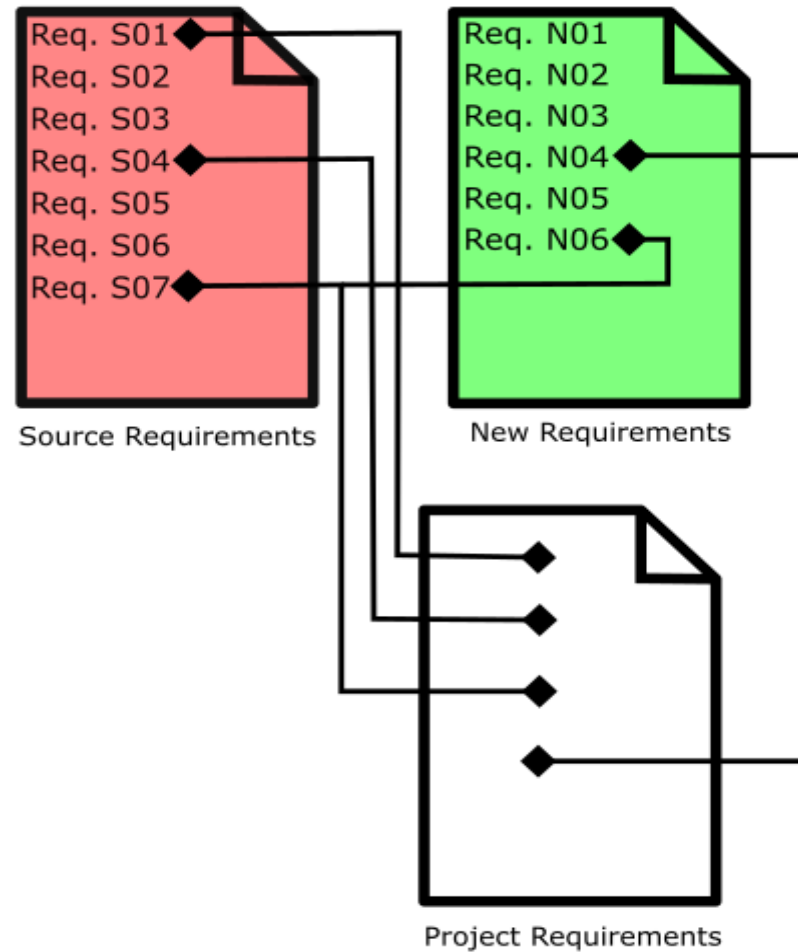 Req. S01
Req. S02
Req. S03
Req. S04
Req. S05
Req. S06
Req. S07
Source Requirements
Req. N01
Req. N02
Req. N03
Req. N04
Req. N05
Req. N06
New Requirements
Project Requirements